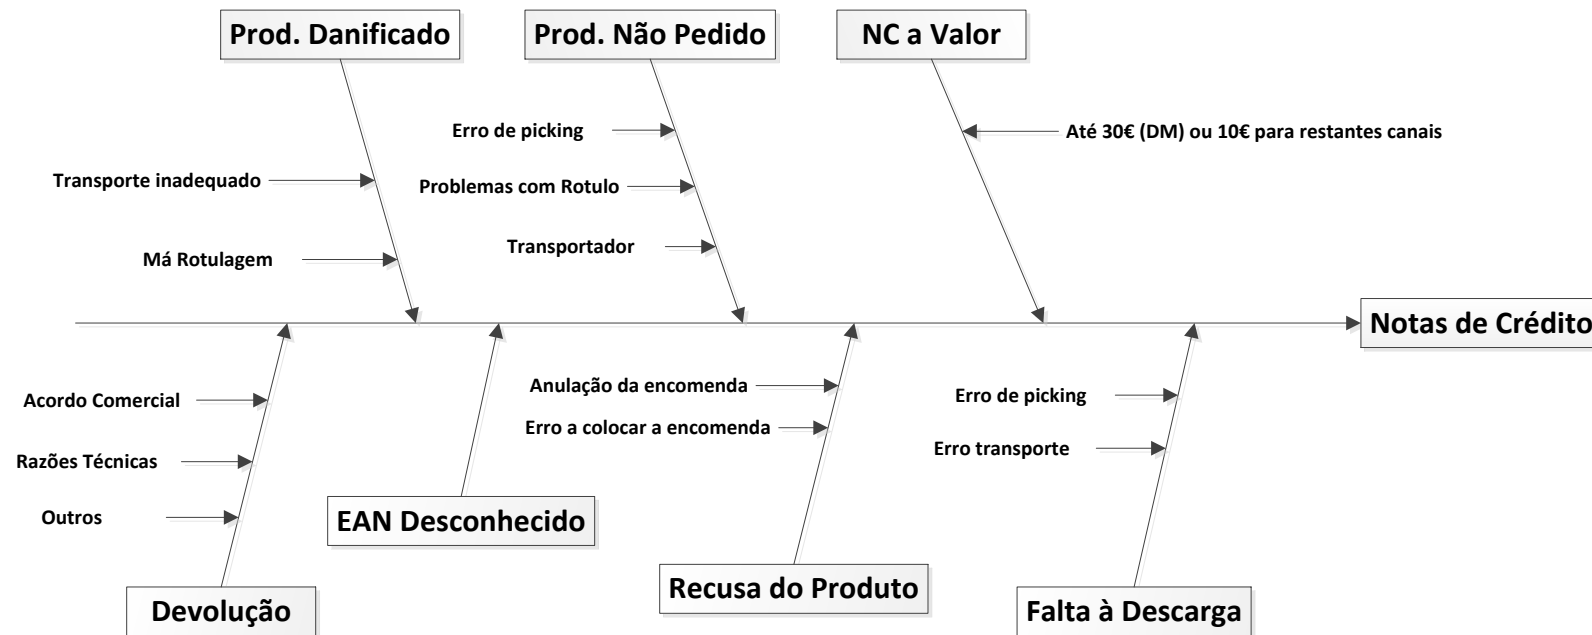 Prod. Danificado
Prod. Não Pedido
NC a Valor
Erro de picking
Até 30€ (DM) ou 10€ para restantes canais
Transporte inadequado
Problemas com Rotulo
Transportador
Má Rotulagem
Notas de Crédito
Anulação da encomenda
Acordo Comercial
Erro de picking
Erro a colocar a encomenda
Erro transporte
Razões Técnicas
Outros
EAN Desconhecido
Recusa do Produto
Devolução
Falta à Descarga